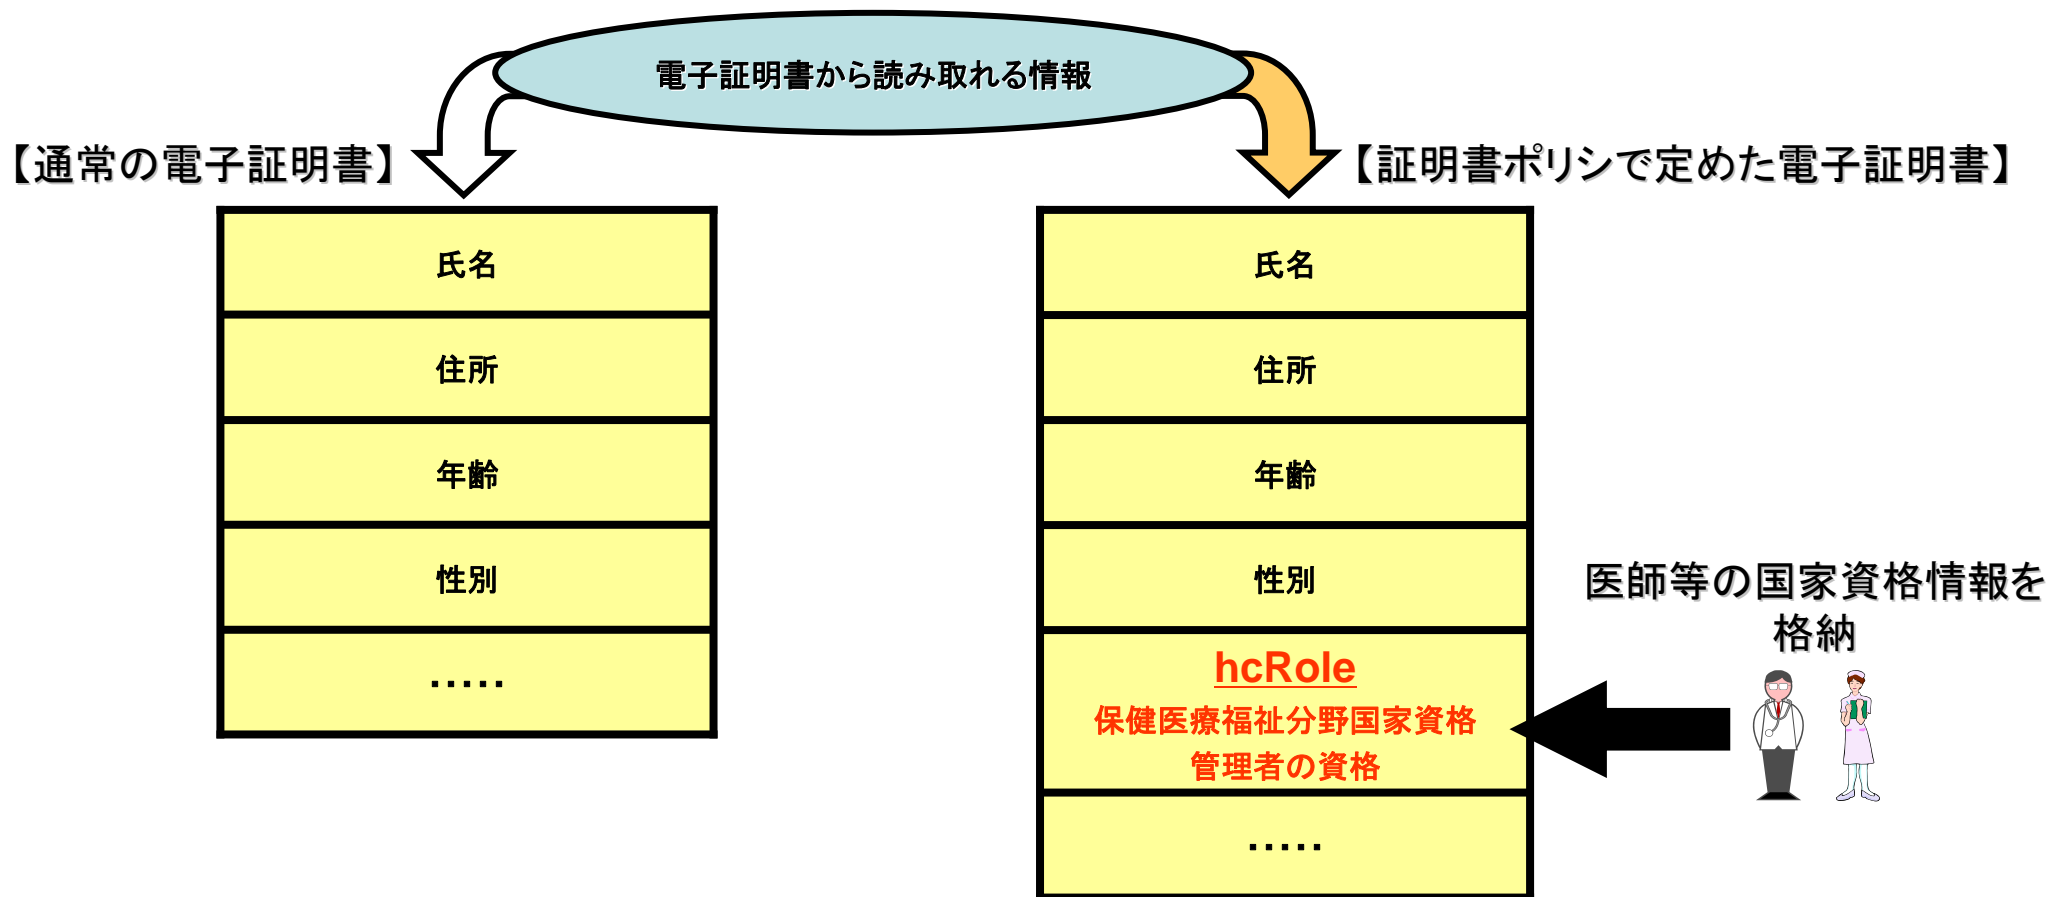 電子証明書から読み取れる情報
【通常の電子証明書】
【証明書ポリシで定めた電子証明書】
氏名
住所
年齢
性別
・・・・・
氏名
住所
年齢
性別
hcRole
保健医療福祉分野国家資格
管理者の資格
・・・・・
医師等の国家資格情報を
格納